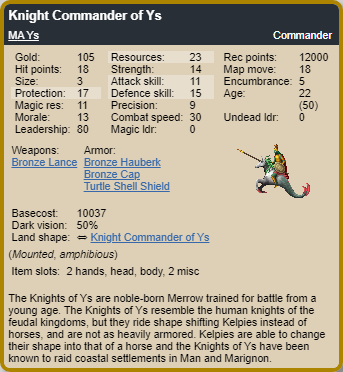 Knight Commander of Ys
MA Ys Commander
Gold: 105 Resources: 23 Rec points: 12000
Hit points: 18 Strength: 14 Map move: 18
Size: 3 Attack skill: 11 Encumbrance: 5
Protection: 17 Defence skill: 15 Age: 22
Magic res: 11 Precision: 9 (50)
Morale: 13 Combat speed: 30 Undead ldr: 0
Leadership: 80 Magic ldr: 0
Weapons: Armor:
Bronze Lance Bronze Hauberk
Bronze Cap
Turtle Shell Shield
Basecost: 10037
Dark vision: 50%
Land shape: ⇔ Knight Commander of Ys
(Mounted, amphibious)
Item slots: 2 hands, head, body, 2 misc
The Knights of Ys are noble-born Merrow trained for battle from a
young age. The Knights of Ys resemble the human knights of the
feudal kingdoms, but they ride shape shifting Kelpies instead of
horses, and are not as heavily armored. Kelpies are able to change
their shape into that of a horse and the Knights of Ys have been
known to raid coastal settlements in Man and Marignon.